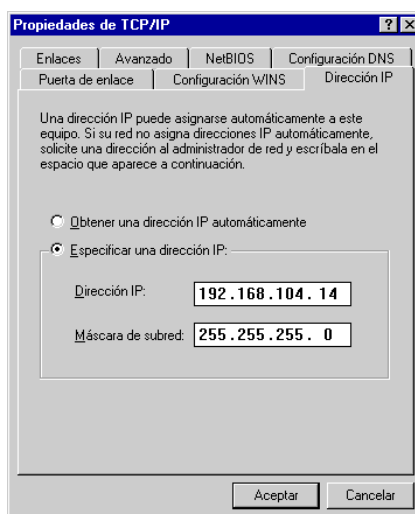 Propiedades de TCP/IP
Enlaces Avanzado NetBIOS Configuración DNS
Puerta de enlace Configuración WINS Dirección IP
Una dirección IP puede asignarse automáticamente a este
equipo. Si su red no asigna direcciones IP automáticamente,
solicite una dirección al administrador de red y escríbala en el
espacio que aparece a continuación.
Obtener una dirección IP automáticamente
Especificar una dirección IP:
Dirección IP: 192.168.104. 14
Máscara de subred: 255.255.255. 0
Aceptar Cancelar